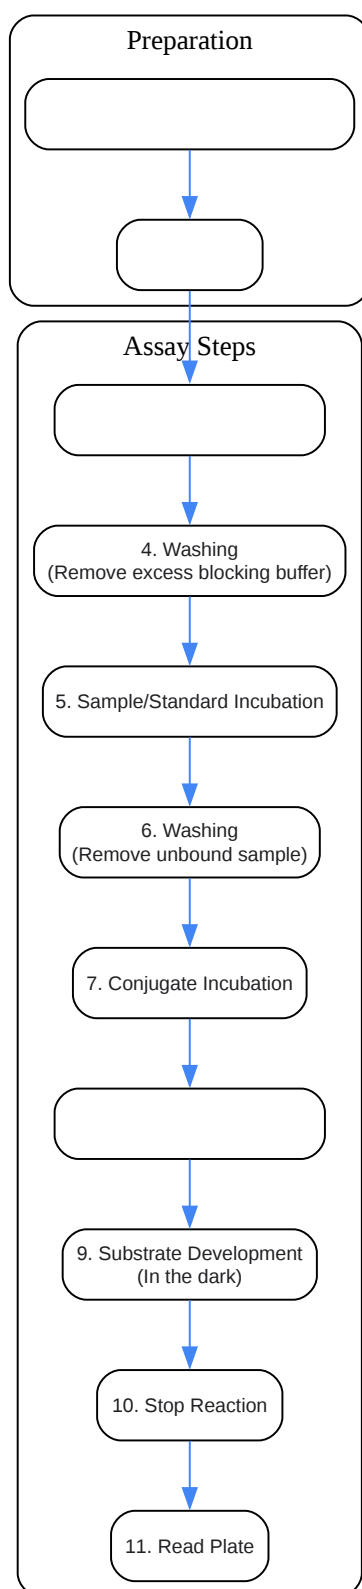 Preparation
Assay Steps
4. Washing
(Remove excess blocking buffer)
5. Sample/Standard Incubation
6. Washing
(Remove unbound sample)
7. Conjugate Incubation
9. Substrate Development
(In the dark)
10. Stop Reaction
11. Read Plate